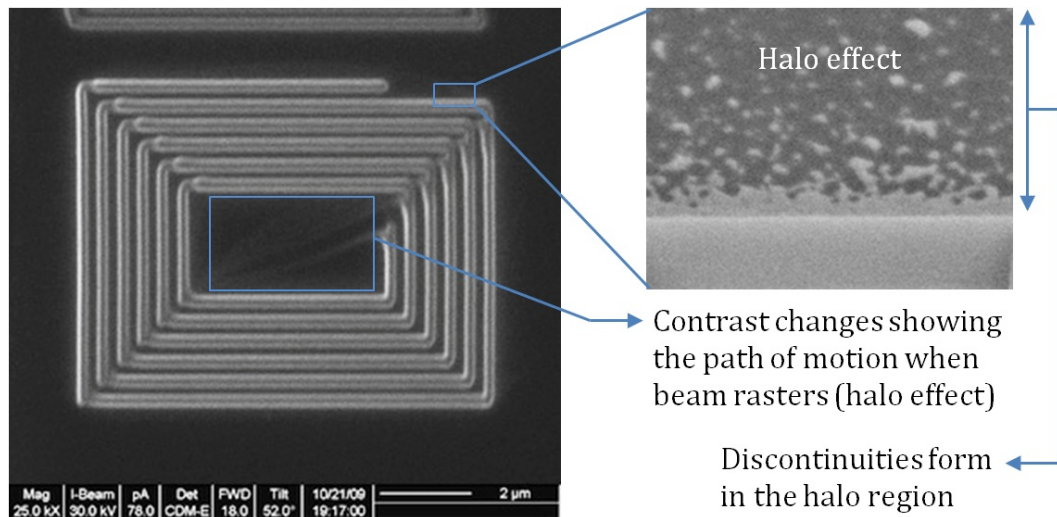 Halo effect
Contrast changes showing
the path of motion when
beam rasters (halo effect)
Discontinuities form
in the halo region
Mag I-Beam pA Det FWD Tilt 10/21/09 2 µm
25.0 kX 30.0 kV 78.0 CDM-E 18.0 52.0° 19:17:00